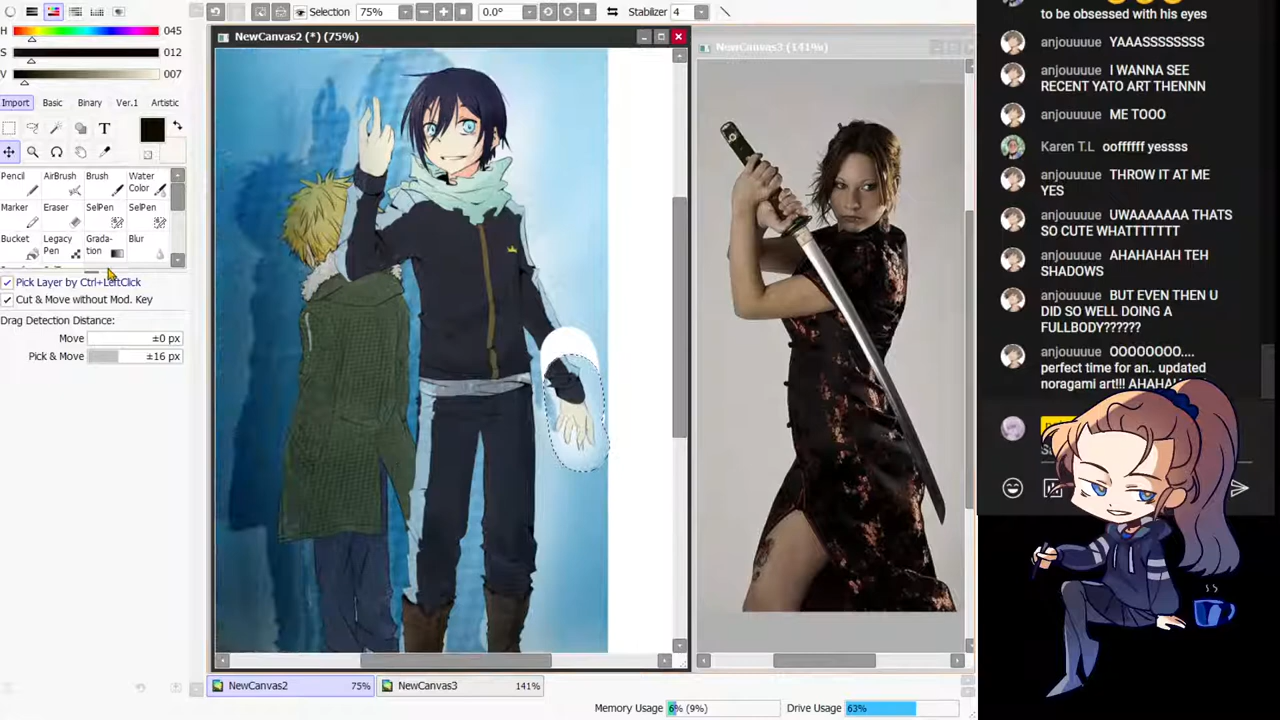 Selection 75% 0.0° Stabilizer 4
NewCanvas2 (*) (75%)
NewCanvas3 (141%)
H 045
S 012
V 007
Import Basic Binary Ver.1 Artistic
T
Pencil AirBrush Brush Water Color
Marker Eraser SelPen SelPen
Bucket Legacy Pen Grada-tion Blur
Pick Layer by Ctrl+LeftClick
Cut & Move without Mod. Key
Drag Detection Distance:
Move ±0 px
Pick & Move ±16 px
NewCanvas2 75% NewCanvas3 141%
Memory Usage 6% (9%) Drive Usage 63%
to be obsessed with his eyes
anjouuuue YAAASSSSSSS
anjouuuue I WANNA SEE
RECENT YATO ART THENNN
anjouuuue ME TOOO
Karen T.L ooffffff yessss
anjouuuue THROW IT AT ME
YES
anjouuuue UWAAAAAA THATS
SO CUTE WHATTTTTT
anjouuuue AHAHAHAH TEH
SHADOWS
anjouuuue BUT EVEN THEN U
DID SO WELL DOING A
FULLBODY??????
anjouuuue OOOOOOOO....
perfect time for an.. updated
noragami art!!! AHAHAH